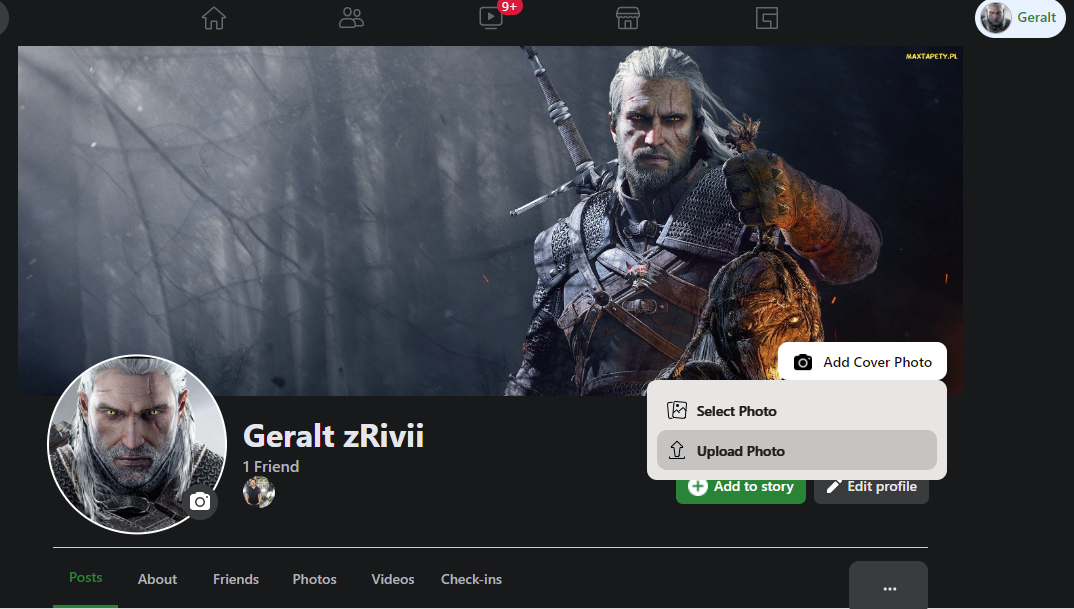 9+
Geralt
MAXTAPETY.PL
Add Cover Photo
Select Photo
Upload Photo
Geralt zRivii
1 Friend
Add to story
Edit profile
Posts
About
Friends
Photos
Videos
Check-ins
...